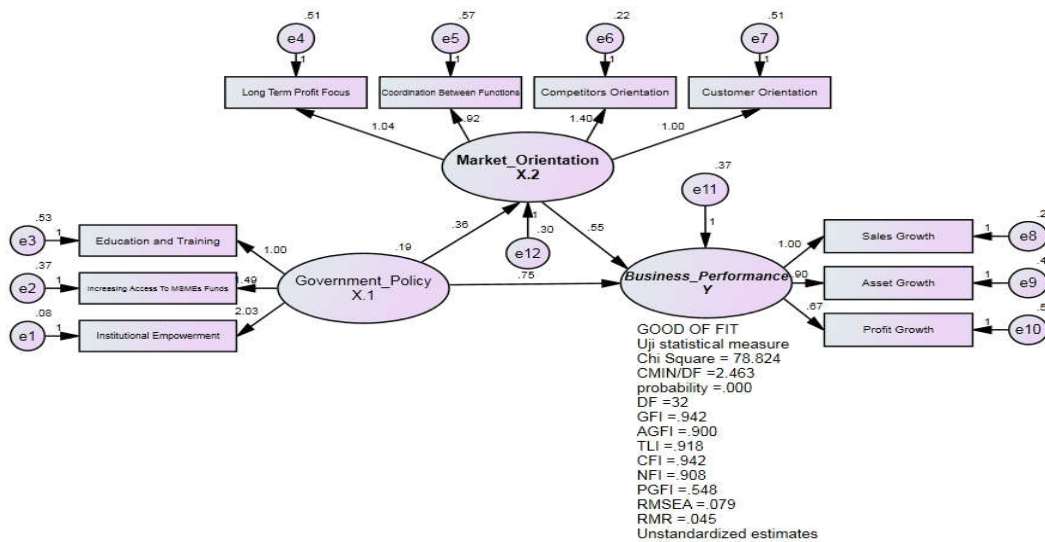 .51
.57
.22
.51
e4
e5
e6
e7
1
1
1
1
Long Term Profit Focus
Coordination Between Functions
Competitors Orientation
Customer Orientation
1.04
.92
1.40
1.00
Market_Orientation
X.2
.37
e11
1
.53
e3
1
Education and Training
1.00
.37
e2
1
Increasing Access To MSMEs Funds
1.49
.08
e1
1
Institutional Empowerment
2.03
.19
Government_Policy
X.1
.36
1
.30
e12
.55
.75
Business_Performance
Y
1.00
Sales Growth
1
e8
.90
Asset Growth
1
e9
.67
Profit Growth
1
e10
GOOD OF FIT
Uji statistical measure
Chi Square = 78.824
CMIN/DF =2.463
probability =.000
DF =32
GFI =.942
AGFI =.900
TLI =.918
CFI =.942
NFI =.908
PGFI =.548
RMSEA =.079
RMR =.045
Unstandardized estimates